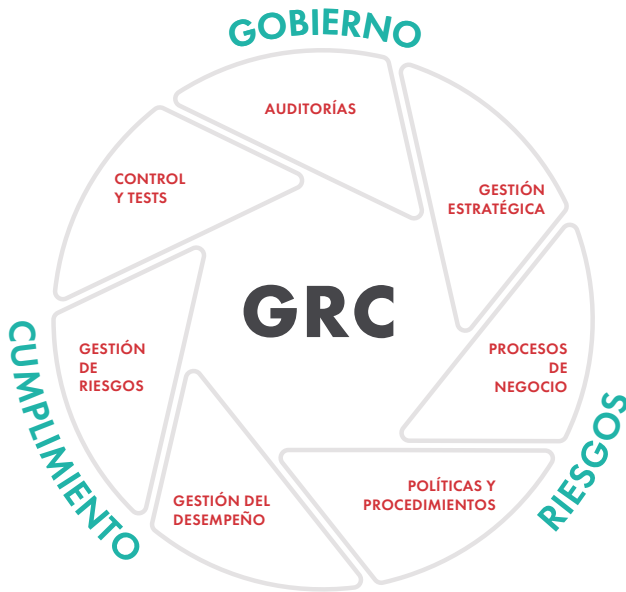 GOBIERNO
AUDITORÍAS
CONTROL
Y TESTS
GESTIÓN
ESTRATÉGICA
GRC
GESTIÓN
DE
RIESGOS
PROCESOS
DE
NEGOCIO
CUMPLIMIENTO
RIESGOS
GESTIÓN DEL
DESEMPEÑO
POLÍTICAS Y
PROCEDIMIENTOS